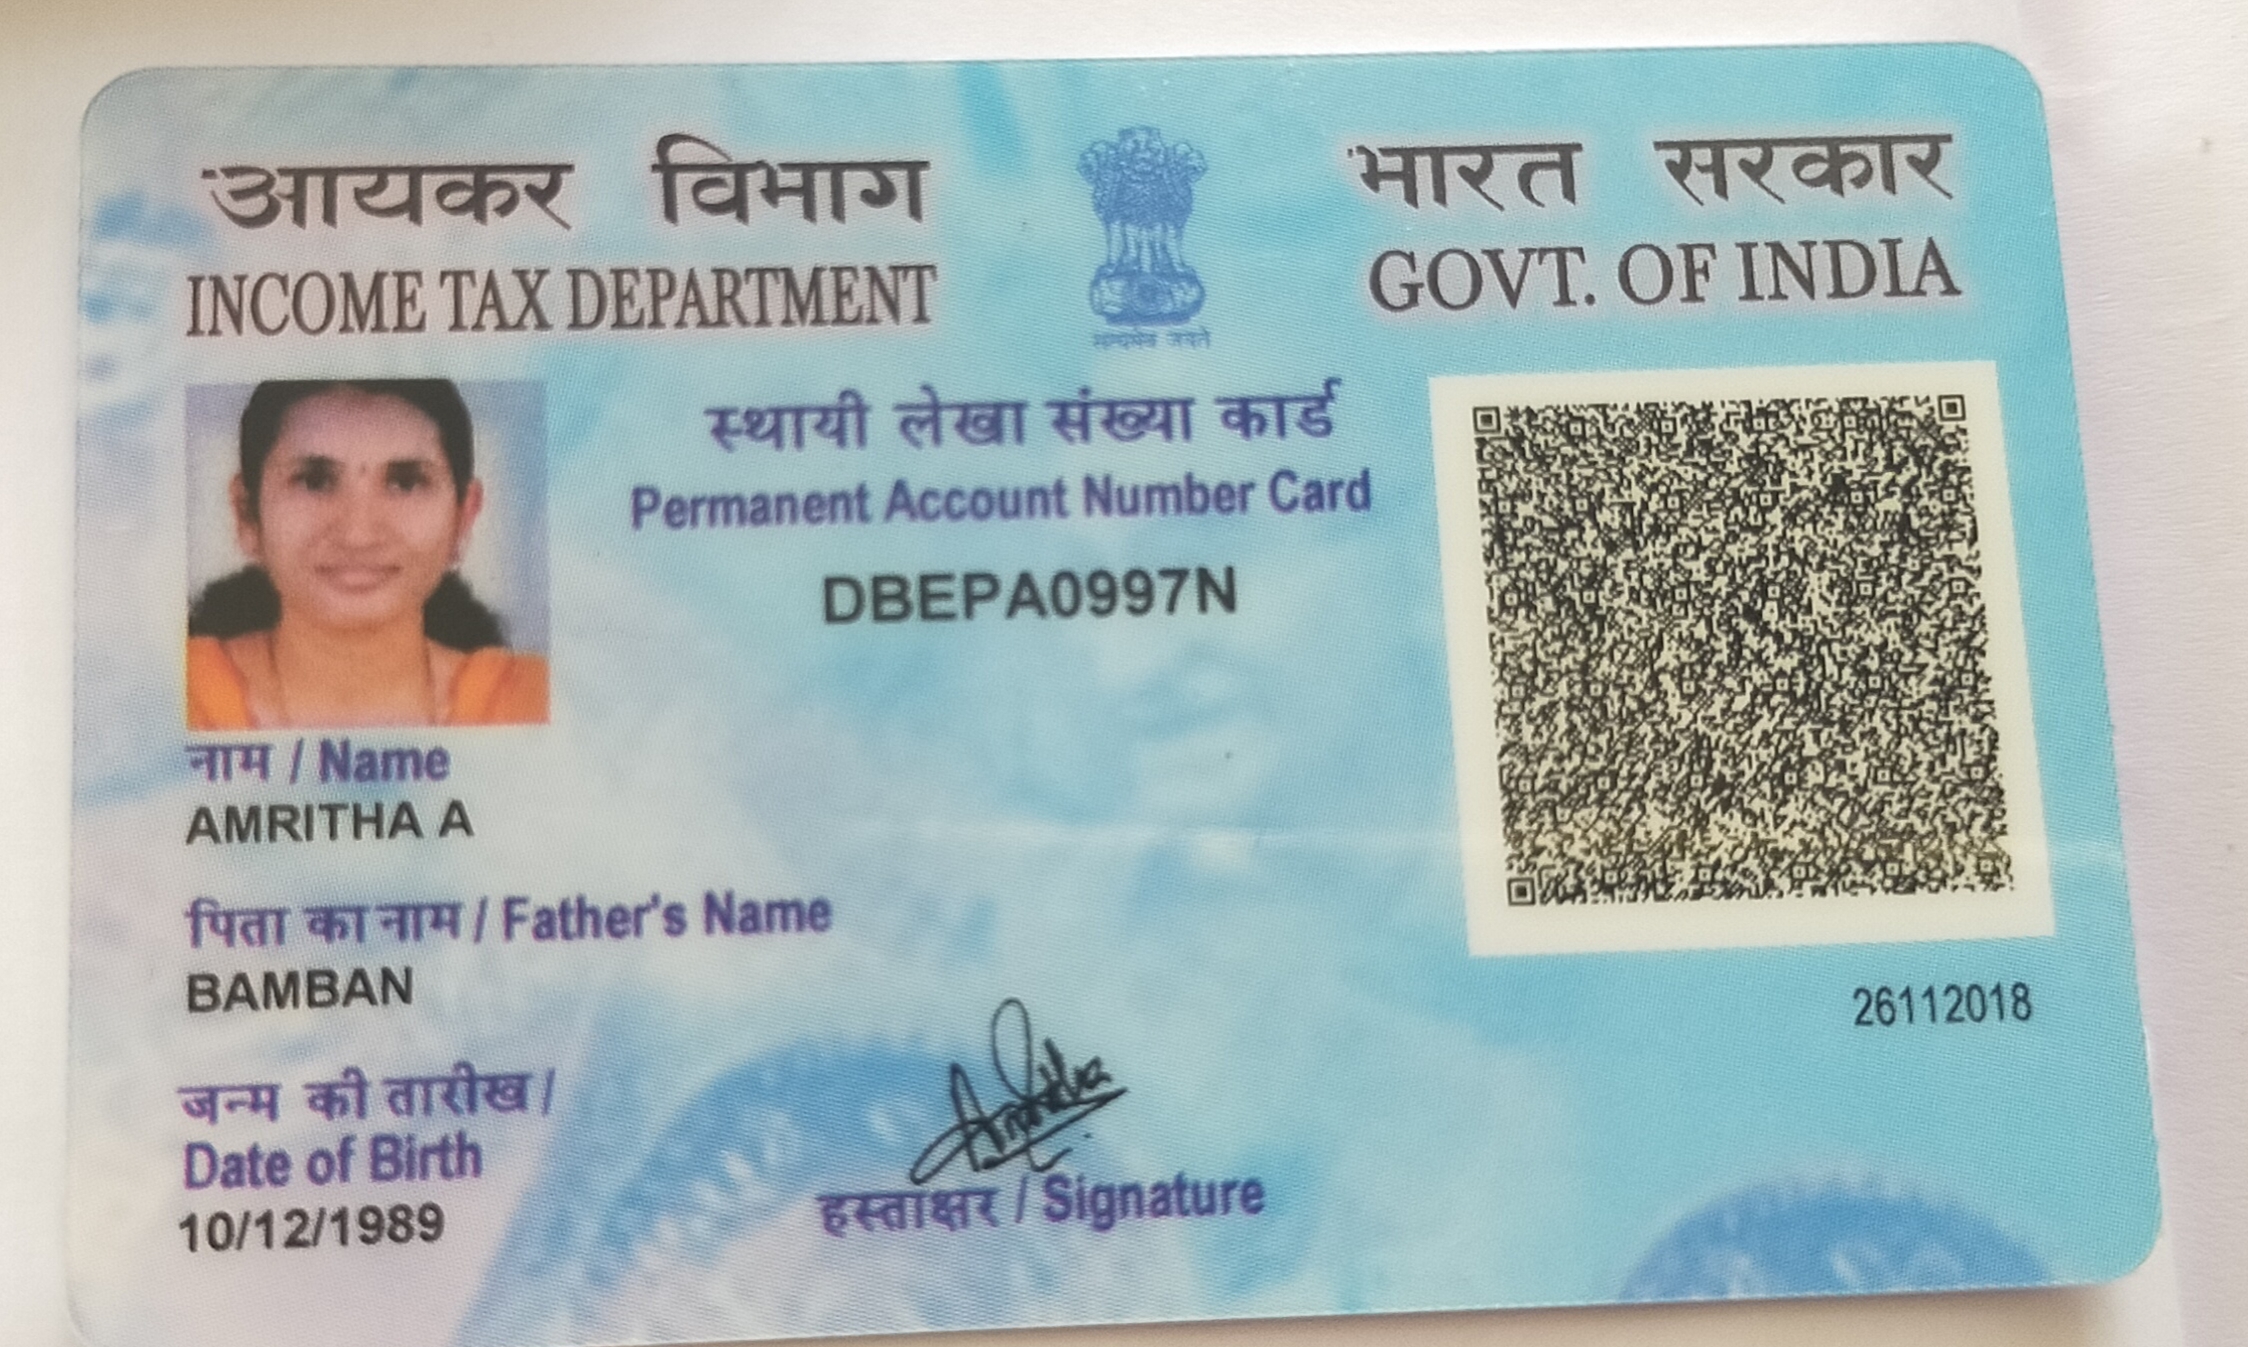 आयकर विभाग
INCOME TAX DEPARTMENT
भारत सरकार
GOVT. OF INDIA
सत्यमेव जयते
स्थायी लेखा संख्या कार्ड
Permanent Account Number Card
DBEPA0997N
नाम / Name
AMRITHA A
पिता का नाम / Father's Name
BAMBAN
जन्म की तारीख /
Date of Birth
10/12/1989
Amritha
हस्ताक्षर / Signature
26112018